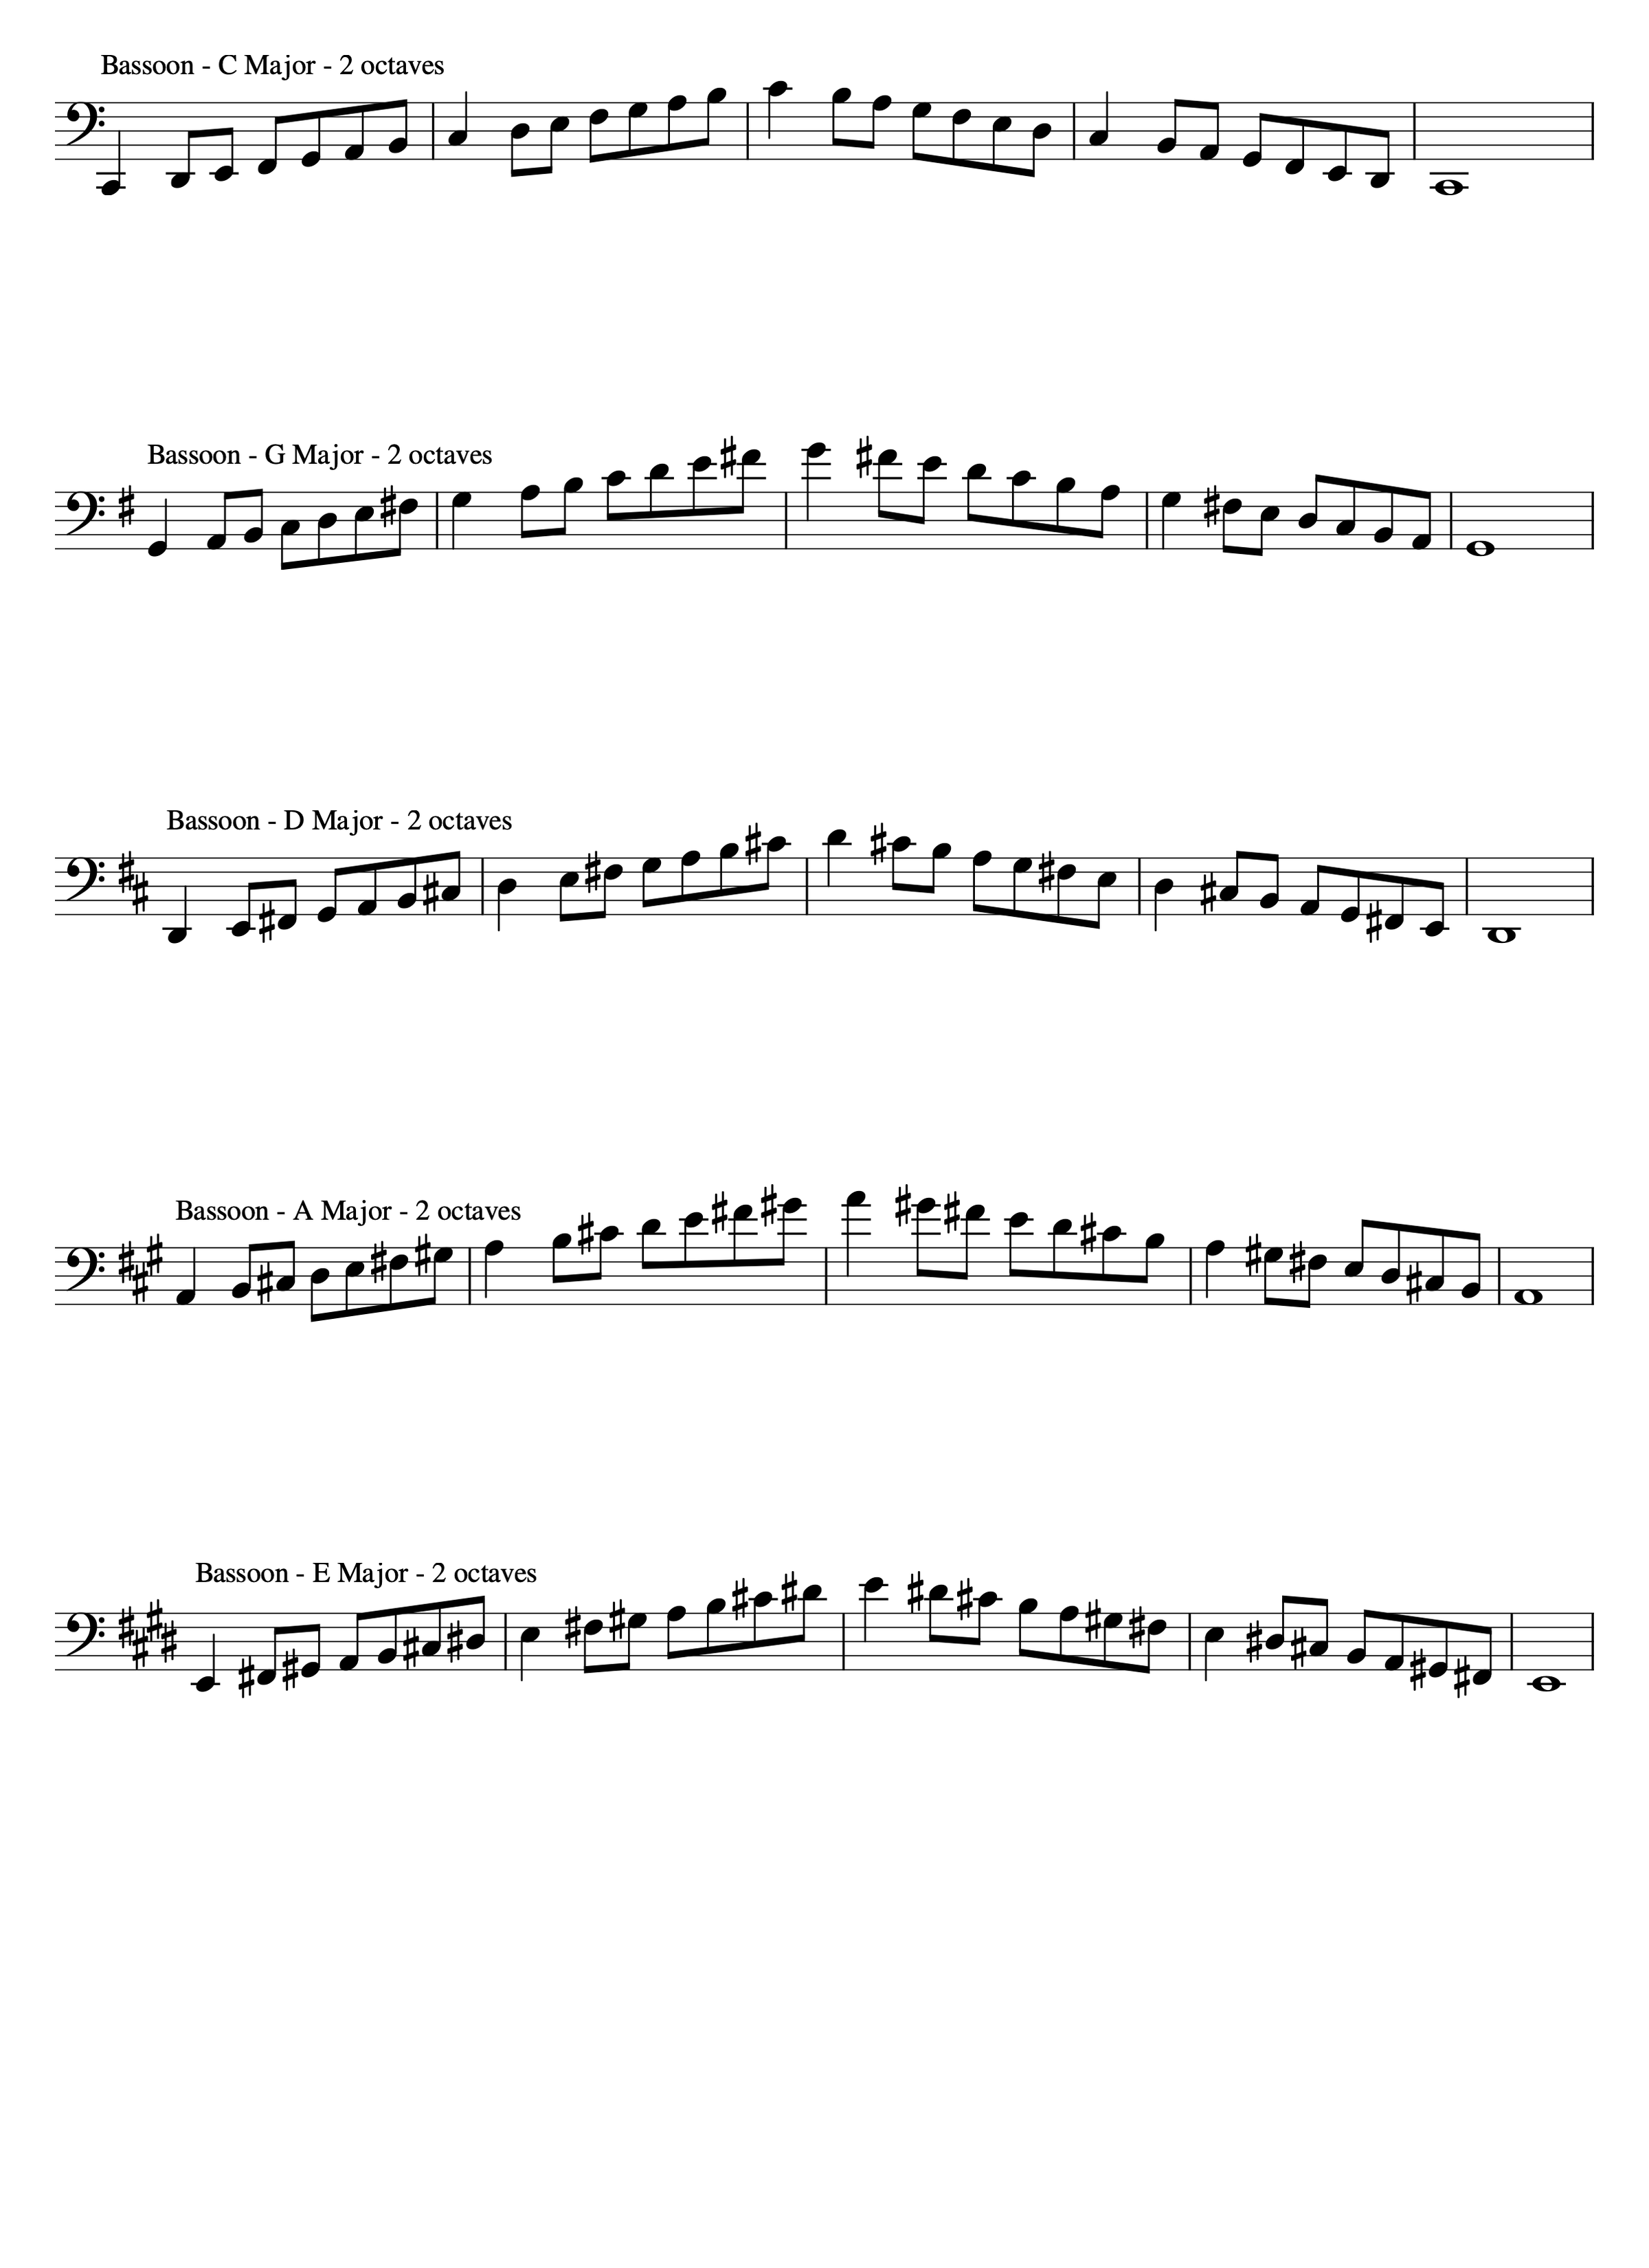 Bassoon - C Major - 2 octaves
Bassoon - G Major - 2 octaves
Bassoon - D Major - 2 octaves
Bassoon - A Major - 2 octaves
Bassoon - E Major - 2 octaves